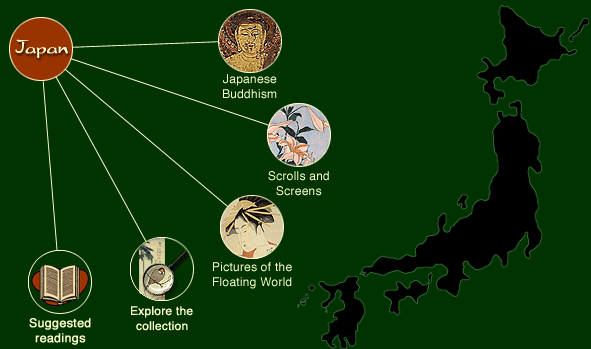 Japan
Japanese
Buddhism
Scrolls and
Screens
Pictures of the
Floating World
Explore the
collection
Suggested
readings